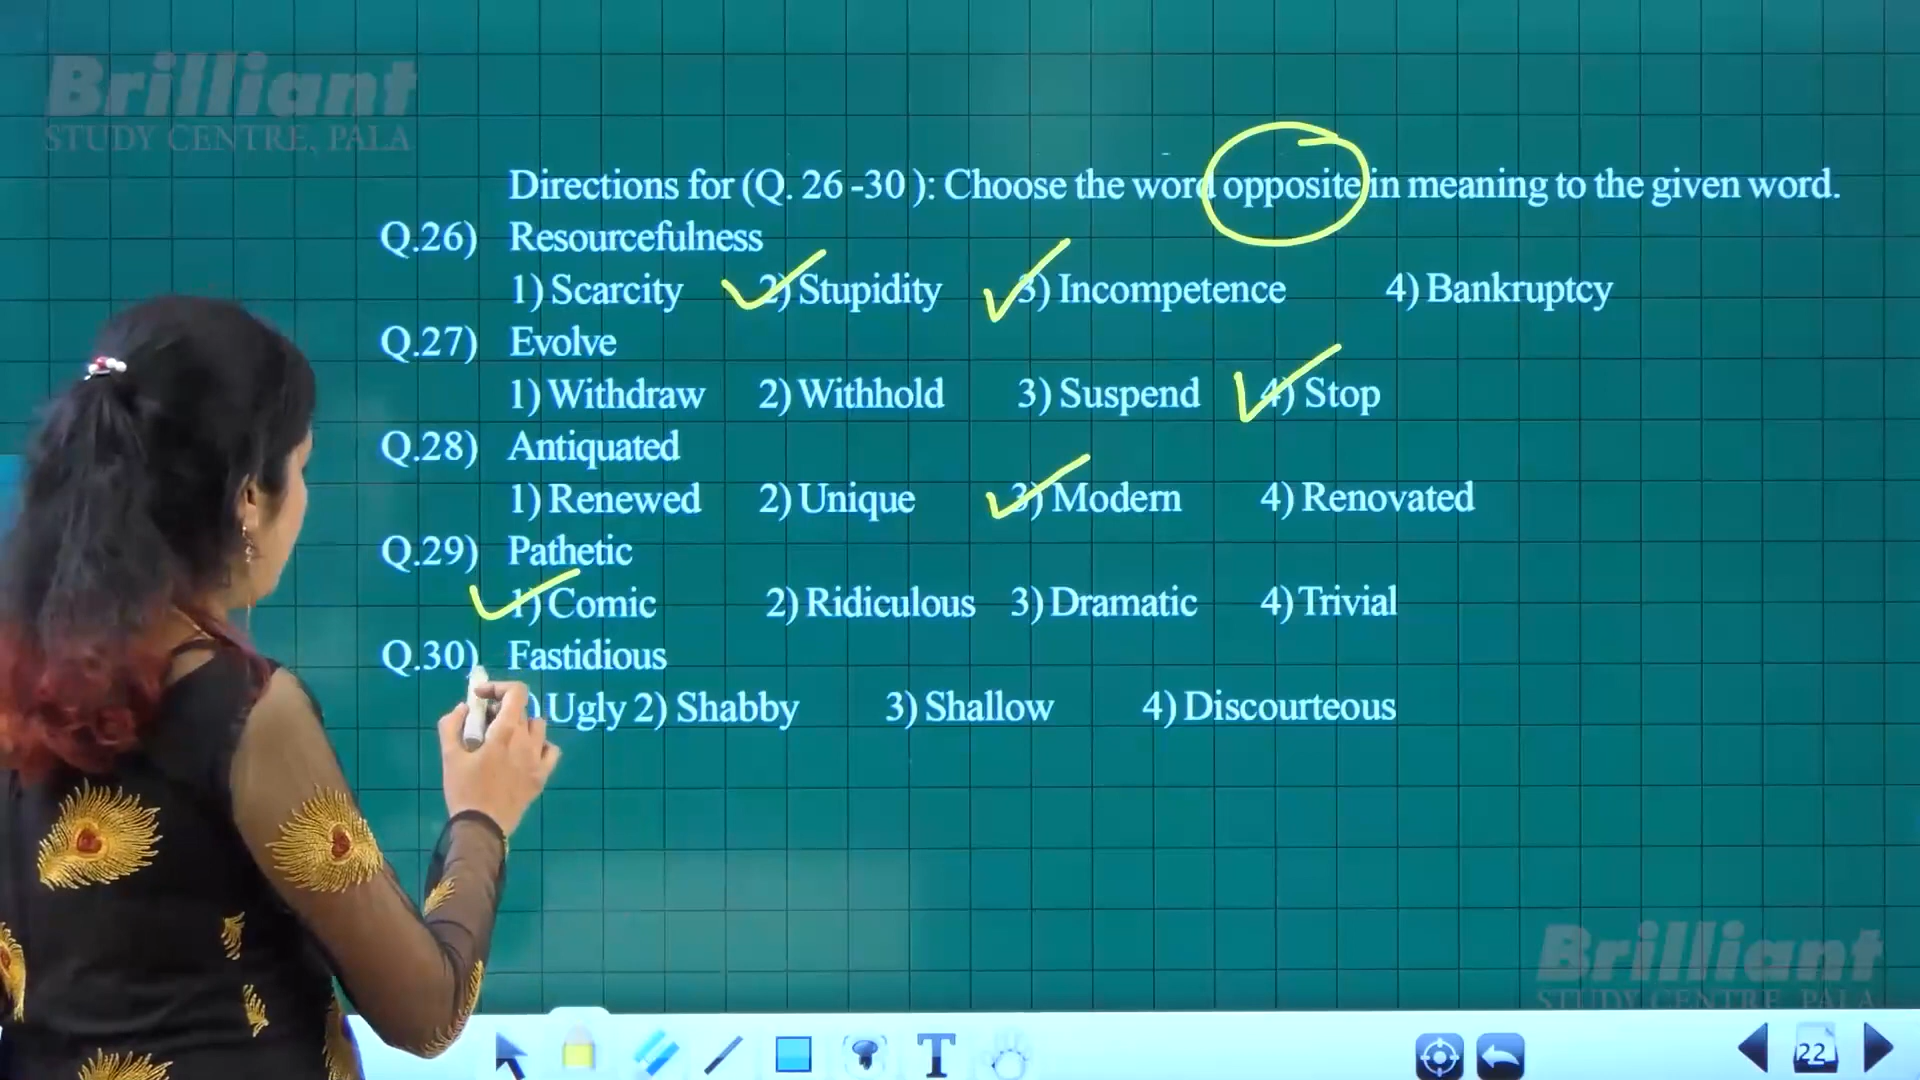 Brilliant
STUDY CENTRE, PALA
Directions for (Q. 26 -30 ): Choose the word opposite in meaning to the given word.
Q.26) Resourcefulness
1) Scarcity 2) Stupidity 3) Incompetence 4) Bankruptcy
Q.27) Evolve
1) Withdraw 2) Withhold 3) Suspend 4) Stop
Q.28) Antiquated
1) Renewed 2) Unique 3) Modern 4) Renovated
Q.29) Pathetic
1) Comic 2) Ridiculous 3) Dramatic 4) Trivial
Q.30) Fastidious
) Ugly 2) Shabby 3) Shallow 4) Discourteous
Brilliant
STUDY CENTRE, PALA
T 22